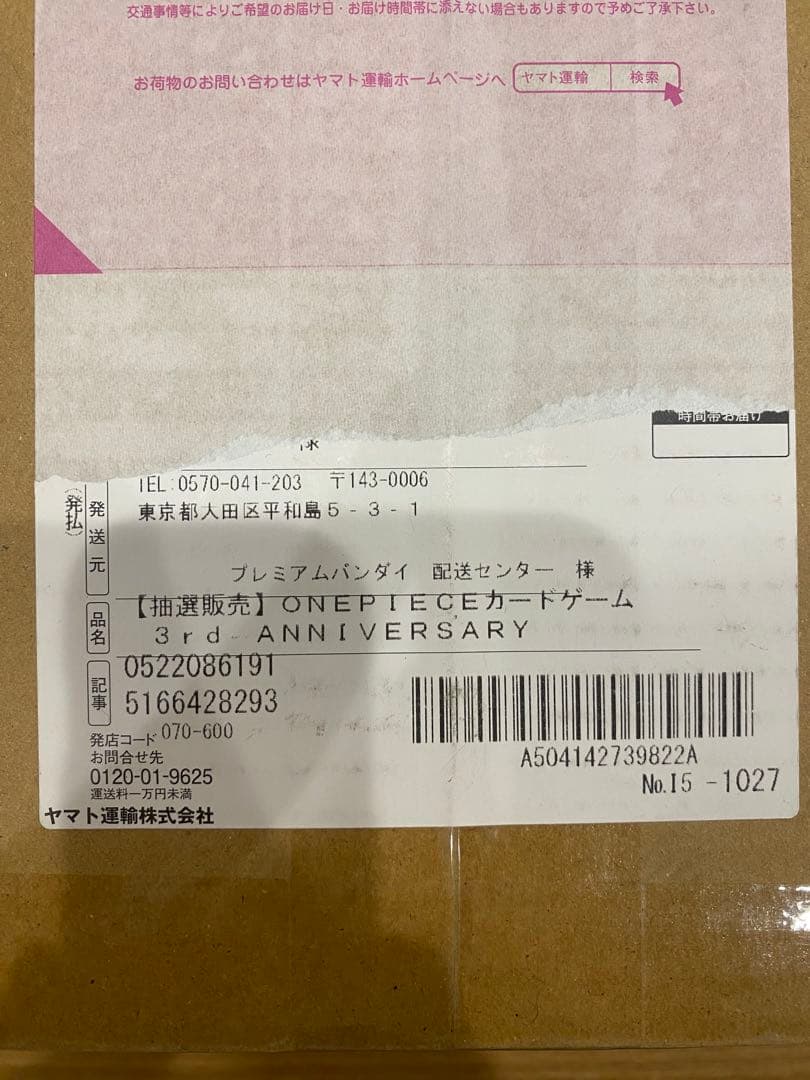 交通事情等によりご希望のお届け日・お届け時間帯に添えない場合もありますので予めご了承下さい。
お荷物のお問い合わせはヤマト運輸ホームページへ ヤマト運輸 検索
時間帯お届け
様
TEL:0570-041-203 〒143-0006
東京都大田区平和島5-3-1
(発払)
発送元
プレミアムバンダイ 配送センター 様
品名
【抽選販売】ONEPIECEカードゲーム
3rd ANNIVERSARY
記事
0522086191
5166428293
発店コード 070-600
お問合せ先
0120-01-9625
運送料一万円未満
ヤマト運輸株式会社
A504142739822A
No.I5 -1027